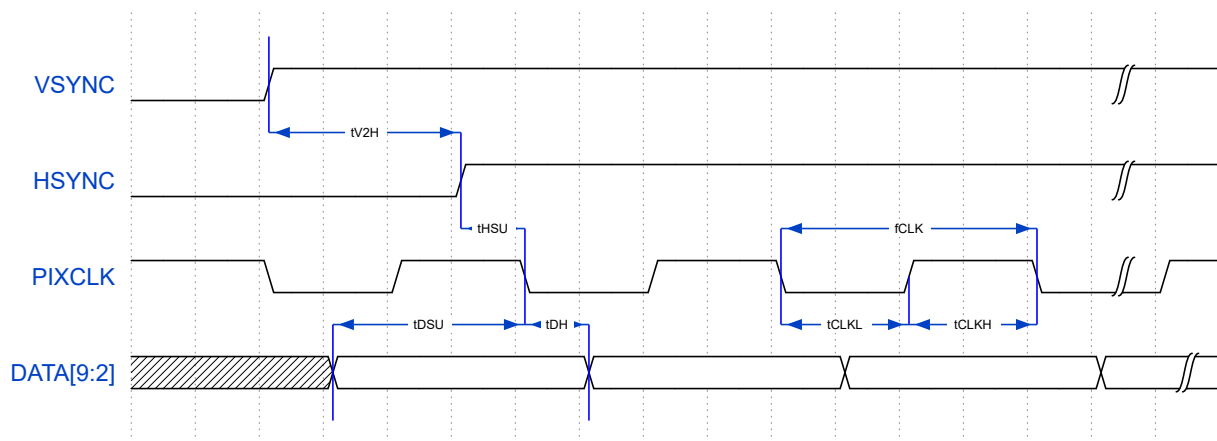 VSYNC
tV2H
HSYNC
tHSU
fCLK
PIXCLK
tDSU
tDH
tCLKL
tCLKH
DATA[9:2]